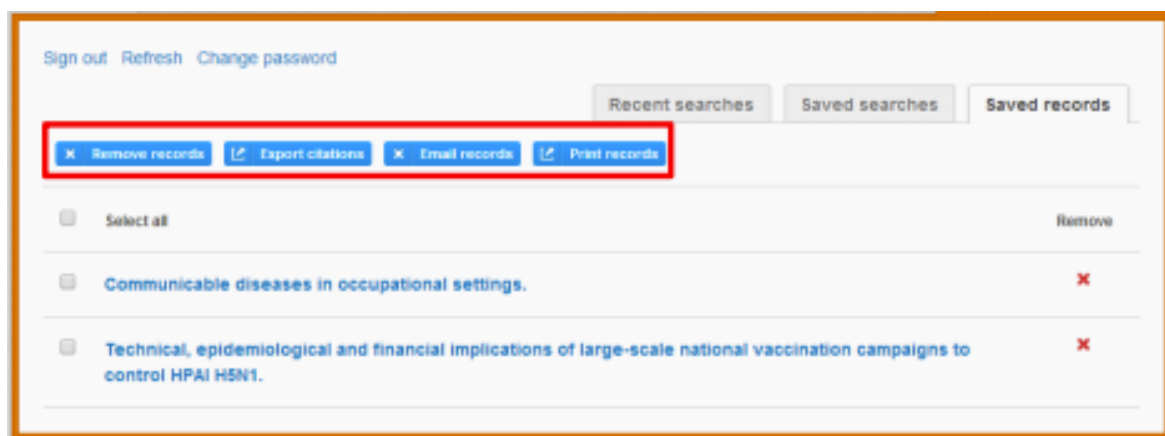 Sign out Refresh Change password
Recent searches Saved searches Saved records
Remove records Export citations Email records Print records
Select all Remove
Communicable diseases in occupational settings.
Technical, epidemiological and financial implications of large-scale national vaccination campaigns to
control HPAI H5N1.